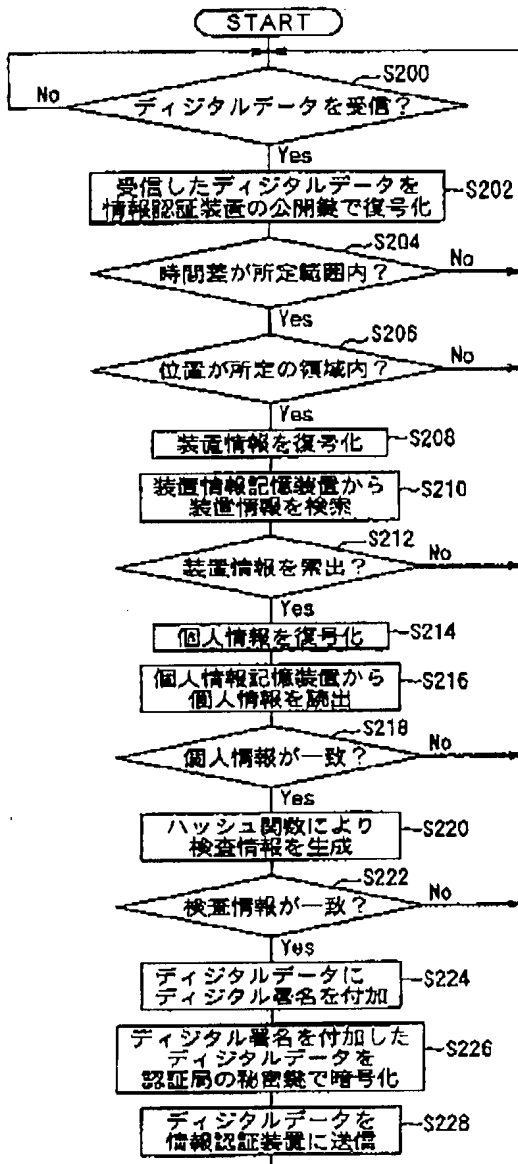 START
S200
No
ディジタルデータを受信？
Yes
受信したディジタルデータを
情報認証装置の公開鍵で復号化
S202
S204
時間差が所定範囲内？
No
Yes
S206
位置が所定の領域内？
No
Yes
装置情報を復号化
S208
装置情報記憶装置から
装置情報を検索
S210
S212
装置情報を索出？
No
Yes
個人情報を復号化
S214
個人情報記憶装置から
個人情報を読出
S216
S218
個人情報が一致？
No
Yes
ハッシュ関数により
検査情報を生成
S220
S222
検査情報が一致？
No
Yes
ディジタルデータに
ディジタル署名を付加
S224
ディジタル署名を付加した
ディジタルデータを
認証局の秘密鍵で暗号化
S226
ディジタルデータを
情報認証装置に送信
S228